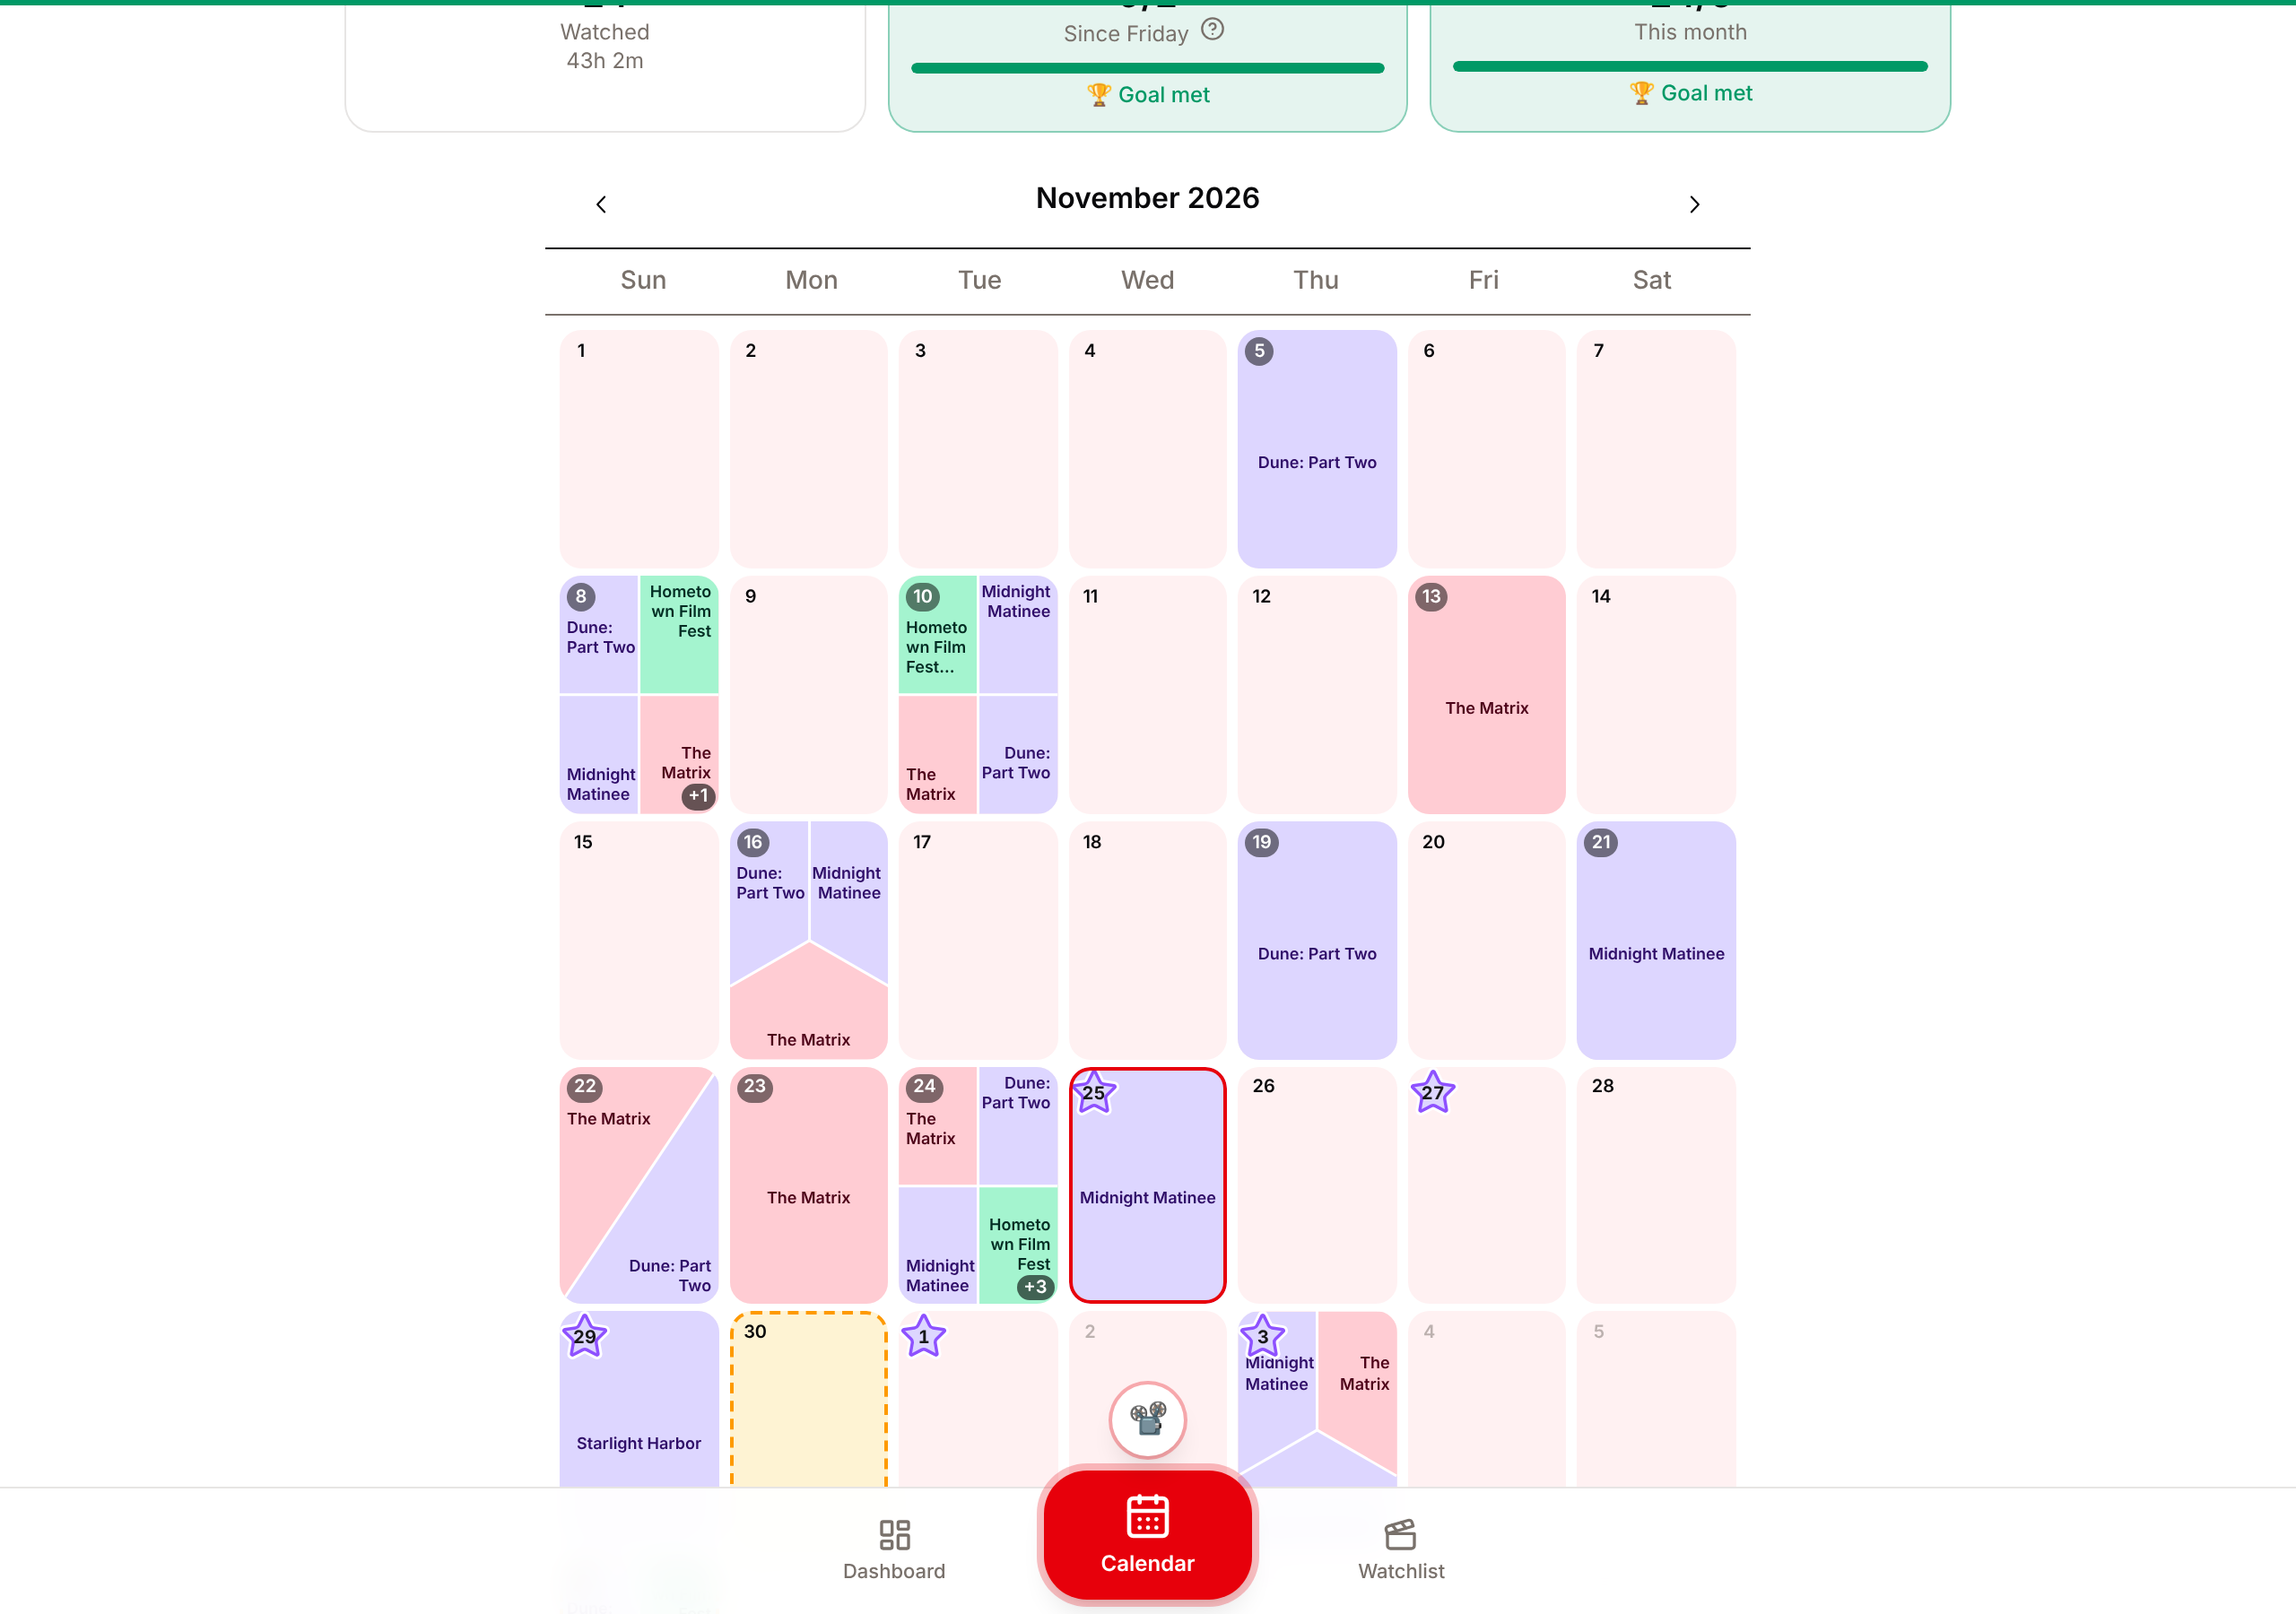 Watched
43h 2m
Since Friday
🏆 Goal met
This month
🏆 Goal met
November 2026
Sun Mon Tue Wed Thu Fri Sat
1 2 3 4 5 6 7
Dune: Part Two
8
Dune:
Part Two
Hometo
wn Film
Fest
Midnight
Matinee
The
Matrix
+1
9
10
Hometo
wn Film
Fest...
Midnight
Matinee
The
Matrix
Dune:
Part Two
11
12
13
The Matrix
14
15
16
Dune:
Part Two
Midnight
Matinee
The Matrix
17
18
19
Dune: Part Two
20
21
Midnight Matinee
22
The Matrix
Dune: Part
Two
23
The Matrix
24
The
Matrix
Dune:
Part Two
Midnight
Matinee
Hometo
wn Film
Fest
+3
25
Midnight Matinee
26
27
28
29
Starlight Harbor
30
1
2
3
Midnight
Matinee
The
Matrix
4
5
Dashboard
Calendar
Watchlist